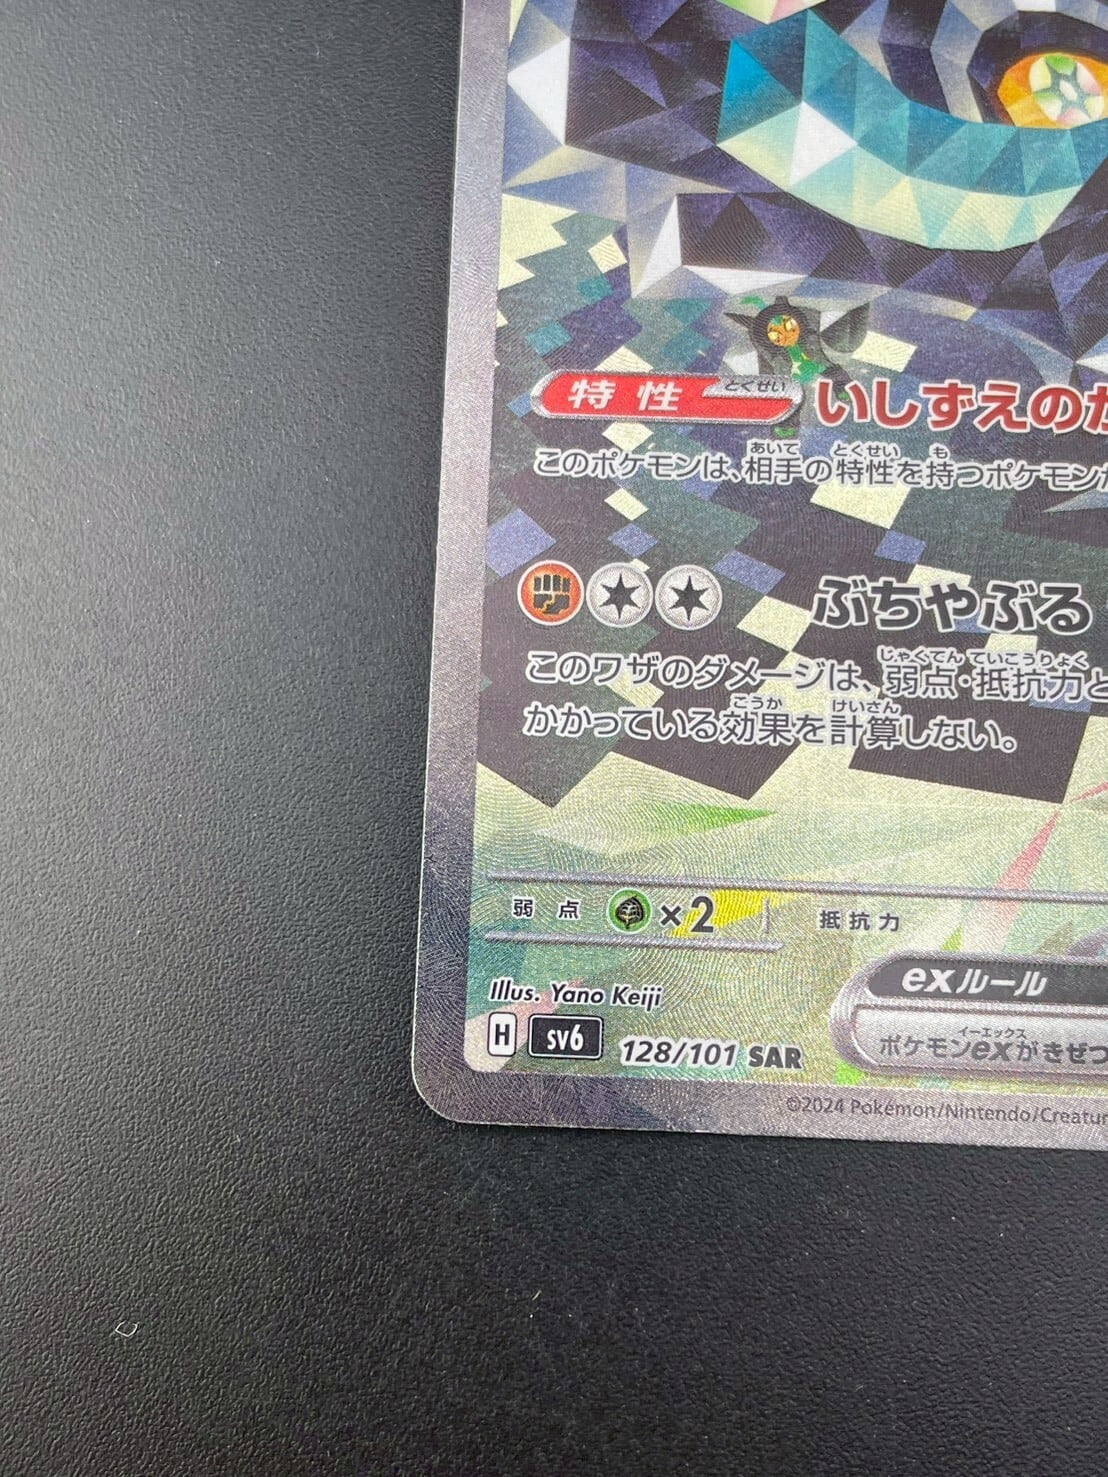 特性 とくせい いしずえの
このポケモンは、相手の特性を持つポケモン
あいて とくせい も
ぶちやぶる
このワザのダメージは、弱点・抵抗力と
じゃくてん ていこうりょく
かかっている効果を計算しない。
こうか けいさん
弱点 ×2 抵抗力
exルール
Illus. Yano Keiji
イーエックス
ポケモンexがきぜつ
H SV6 128/101 SAR
©2024 Pokémon/Nintendo/Creatur